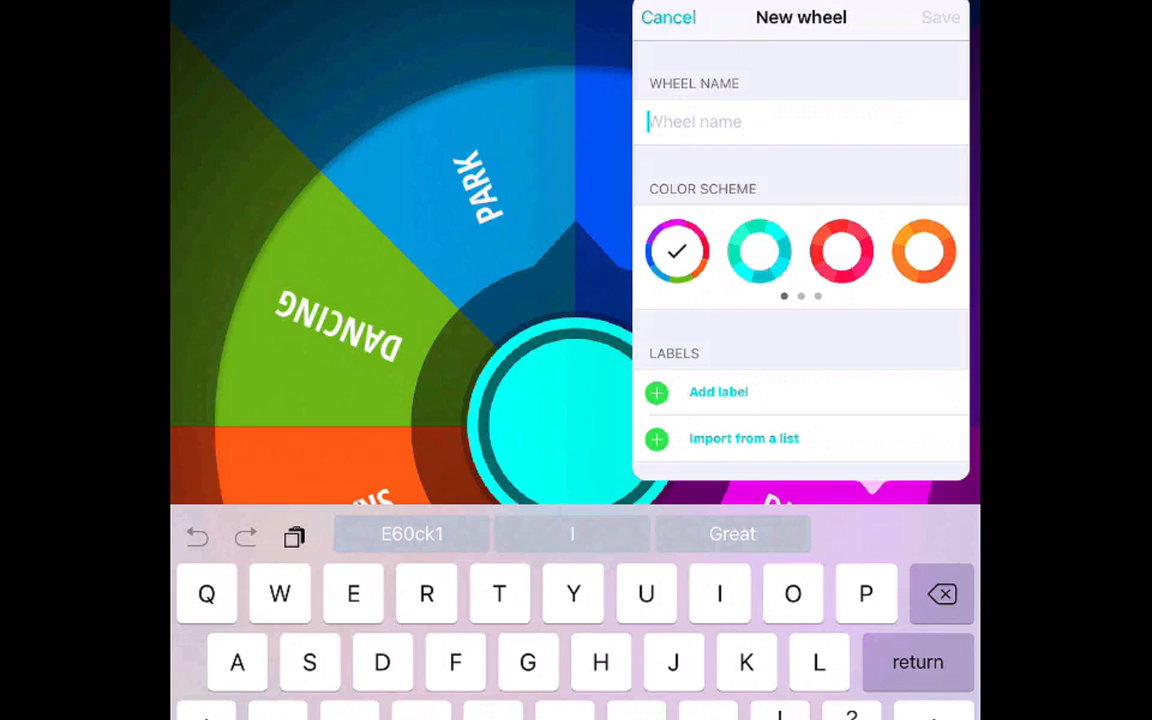 Cancel New wheel Save
WHEEL NAME
Wheel name
COLOR SCHEME
LABELS
Add label
Import from a list
PARK
DANCING
E60ck1 I Great
Q W E R T Y U I O P
A S D F G H J K L return